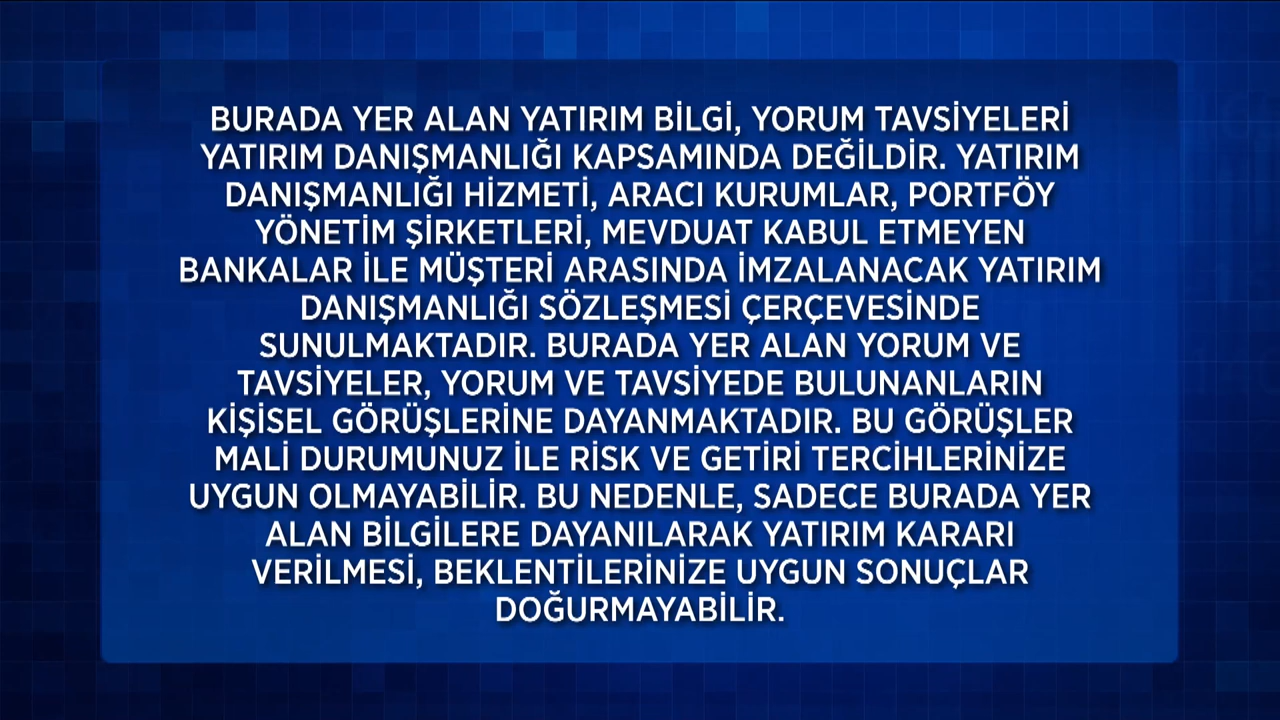 BURADA YER ALAN YATIRIM BİLGİ, YORUM TAVSİYELERİ
YATIRIM DANIŞMANLIĞI KAPSAMINDA DEĞİLDİR. YATIRIM
DANIŞMANLIĞI HİZMETİ, ARACI KURUMLAR, PORTFÖY
YÖNETİM ŞİRKETLERİ, MEVDUAT KABUL ETMEYEN
BANKALAR İLE MÜŞTERİ ARASINDA İMZALANACAK YATIRIM
DANIŞMANLIĞI SÖZLEŞMESİ ÇERÇEVESİNDE
SUNULMAKTADIR. BURADA YER ALAN YORUM VE
TAVSİYELER, YORUM VE TAVSİYEDE BULUNANLARIN
KİŞİSEL GÖRÜŞLERİNE DAYANMAKTADIR. BU GÖRÜŞLER
MALİ DURUMUNUZ İLE RİSK VE GETİRİ TERCİHLERİNİZE
UYGUN OLMAYABİLİR. BU NEDENLE, SADECE BURADA YER
ALAN BİLGİLERE DAYANILARAK YATIRIM KARARI
VERİLMESİ, BEKLENTİLERİNİZE UYGUN SONUÇLAR
DOĞURMAYABİLİR.